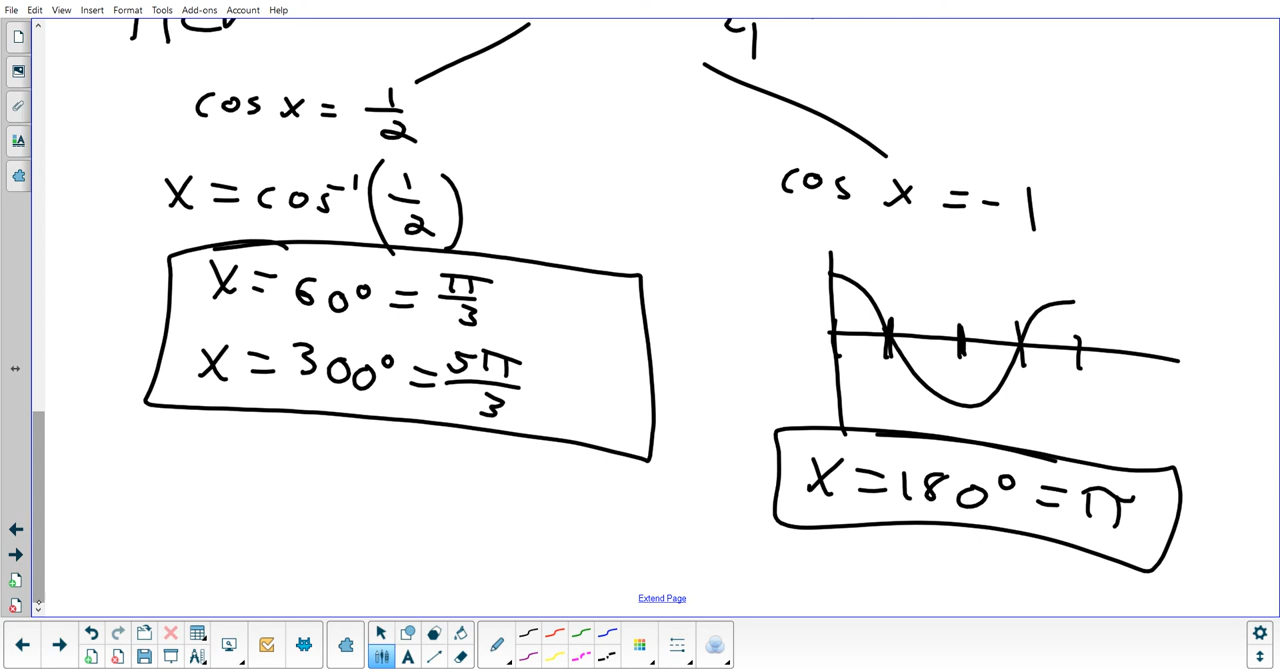 File Edit View Insert Format Tools Add-ons Account Help
4
cos x = 1/2
x = cos⁻¹(1/2)
x = 60° = π/3
x = 300° = 5π/3
cos x = -1
x = 180° = π
Extend Page